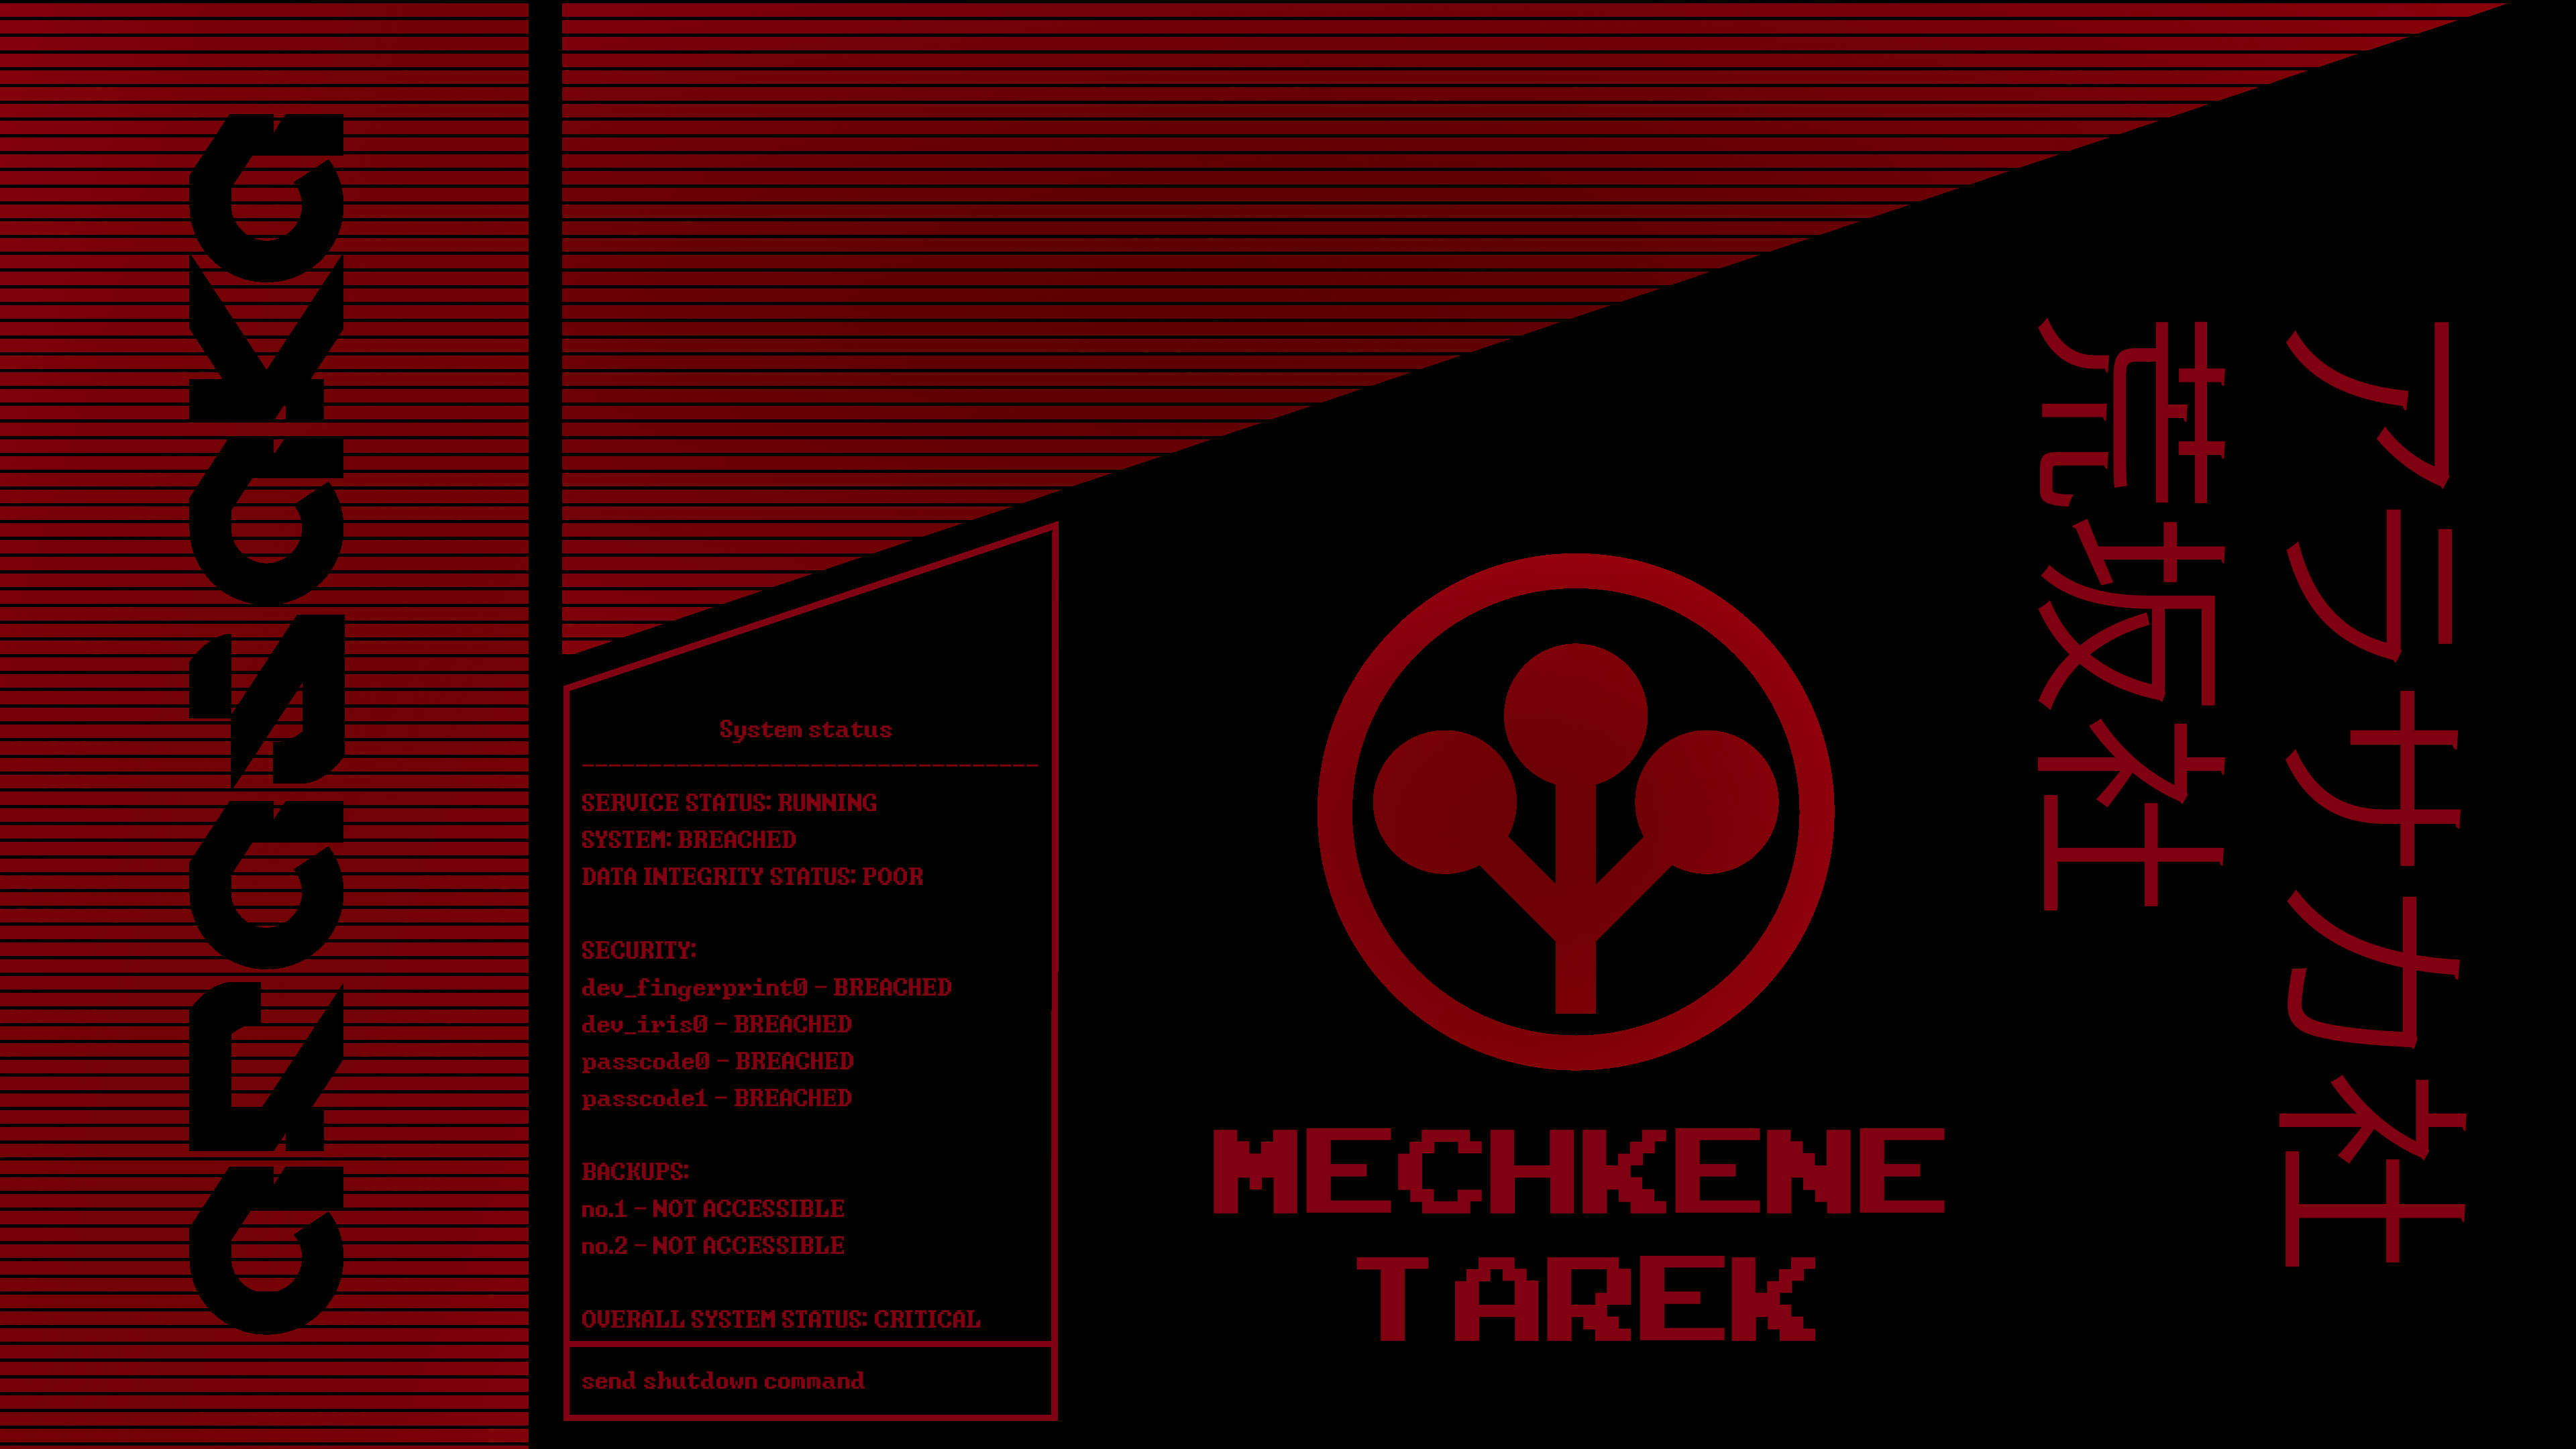 ARASAKA
System status
----------------------------------
SERVICE STATUS: RUNNING
SYSTEM: BREACHED
DATA INTEGRITY STATUS: POOR
SECURITY:
dev_fingerprint0 - BREACHED
dev_iris0 - BREACHED
passcode0 - BREACHED
passcode1 - BREACHED
BACKUPS:
no.1 - NOT ACCESSIBLE
no.2 - NOT ACCESSIBLE
OVERALL SYSTEM STATUS: CRITICAL
send shutdown command
MECHKENE
TAREK
アラサカ社
荒坂社